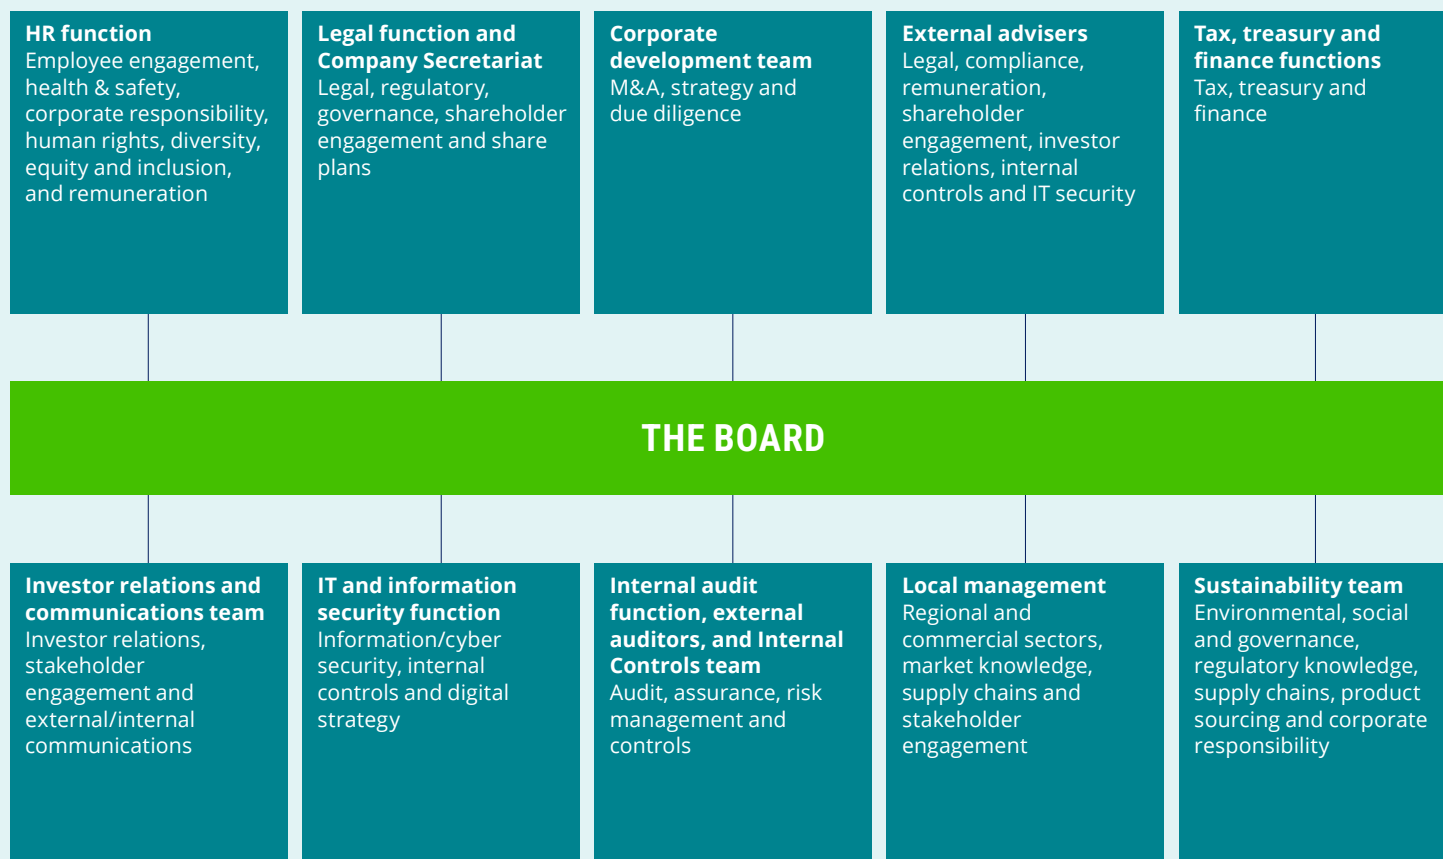 HR function
Employee engagement,
health & safety,
corporate responsibility,
human rights, diversity,
equity and inclusion,
and remuneration
Legal function and
Company Secretariat
Legal, regulatory,
governance, shareholder
engagement and share
plans
Corporate
development team
M&A, strategy and
due diligence
External advisers
Legal, compliance,
remuneration,
shareholder
engagement, investor
relations, internal
controls and IT security
Tax, treasury and
finance functions
Tax, treasury and
finance
THE BOARD
Investor relations and
communications team
Investor relations,
stakeholder
engagement and
external/internal
communications
IT and information
security function
Information/cyber
security, internal
controls and digital
strategy
Internal audit
function, external
auditors, and Internal
Controls team
Audit, assurance, risk
management and
controls
Local management
Regional and
commercial sectors,
market knowledge,
supply chains and
stakeholder
engagement
Sustainability team
Environmental, social
and governance,
regulatory knowledge,
supply chains, product
sourcing and corporate
responsibility